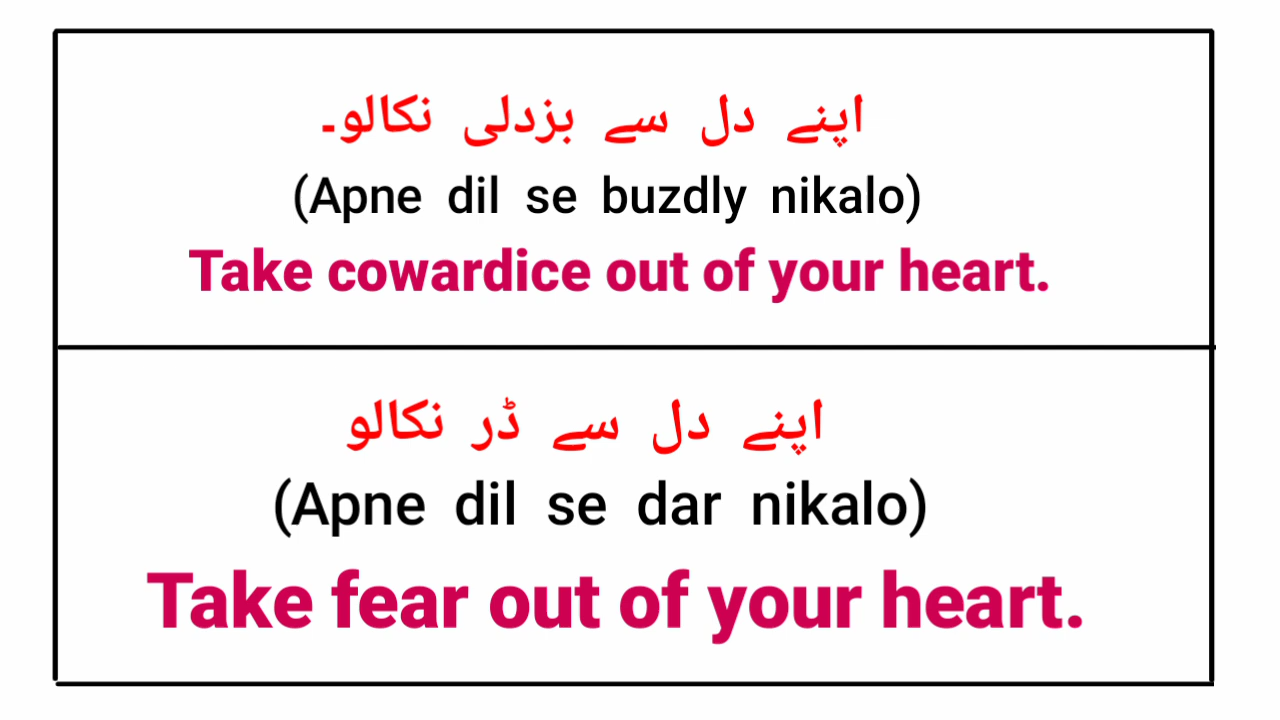 اپنے دل سے بزدلی نکالو۔
(Apne dil se buzdly nikalo)
Take cowardice out of your heart.
اپنے دل سے ڈر نکالو
(Apne dil se dar nikalo)
Take fear out of your heart.